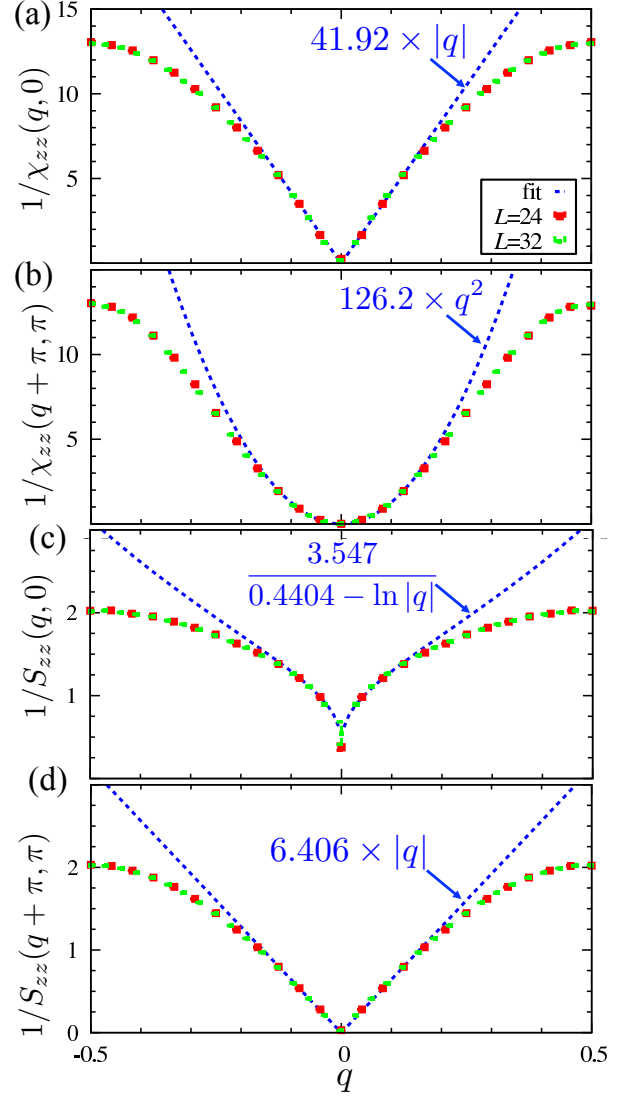 (a)
15
10
5
1/χzz(q, 0)
41.92 × |q|
fit
L=24
L=32
(b)
10
5
1/χzz(q + π, π)
126.2 × q²
(c)
2
1
1/Szz(q, 0)
3.547
0.4404 − ln |q|
(d)
2
1
0
1/Szz(q + π, π)
6.406 × |q|
-0.5
0
0.5
q